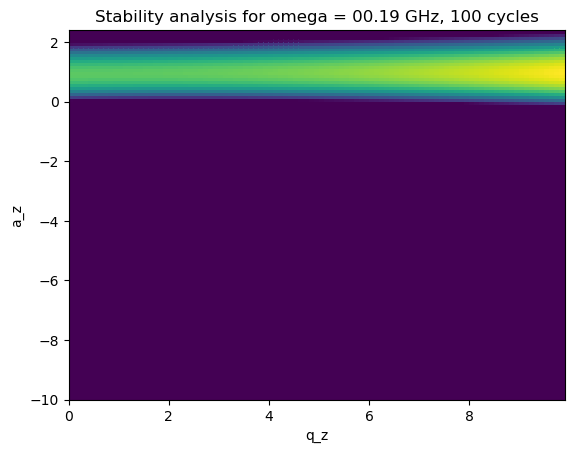 Stability analysis for omega = 00.19 GHz, 100 cycles
2
0
−2
−4
−6
−8
−10
a_z
0 2 4 6 8
q_z